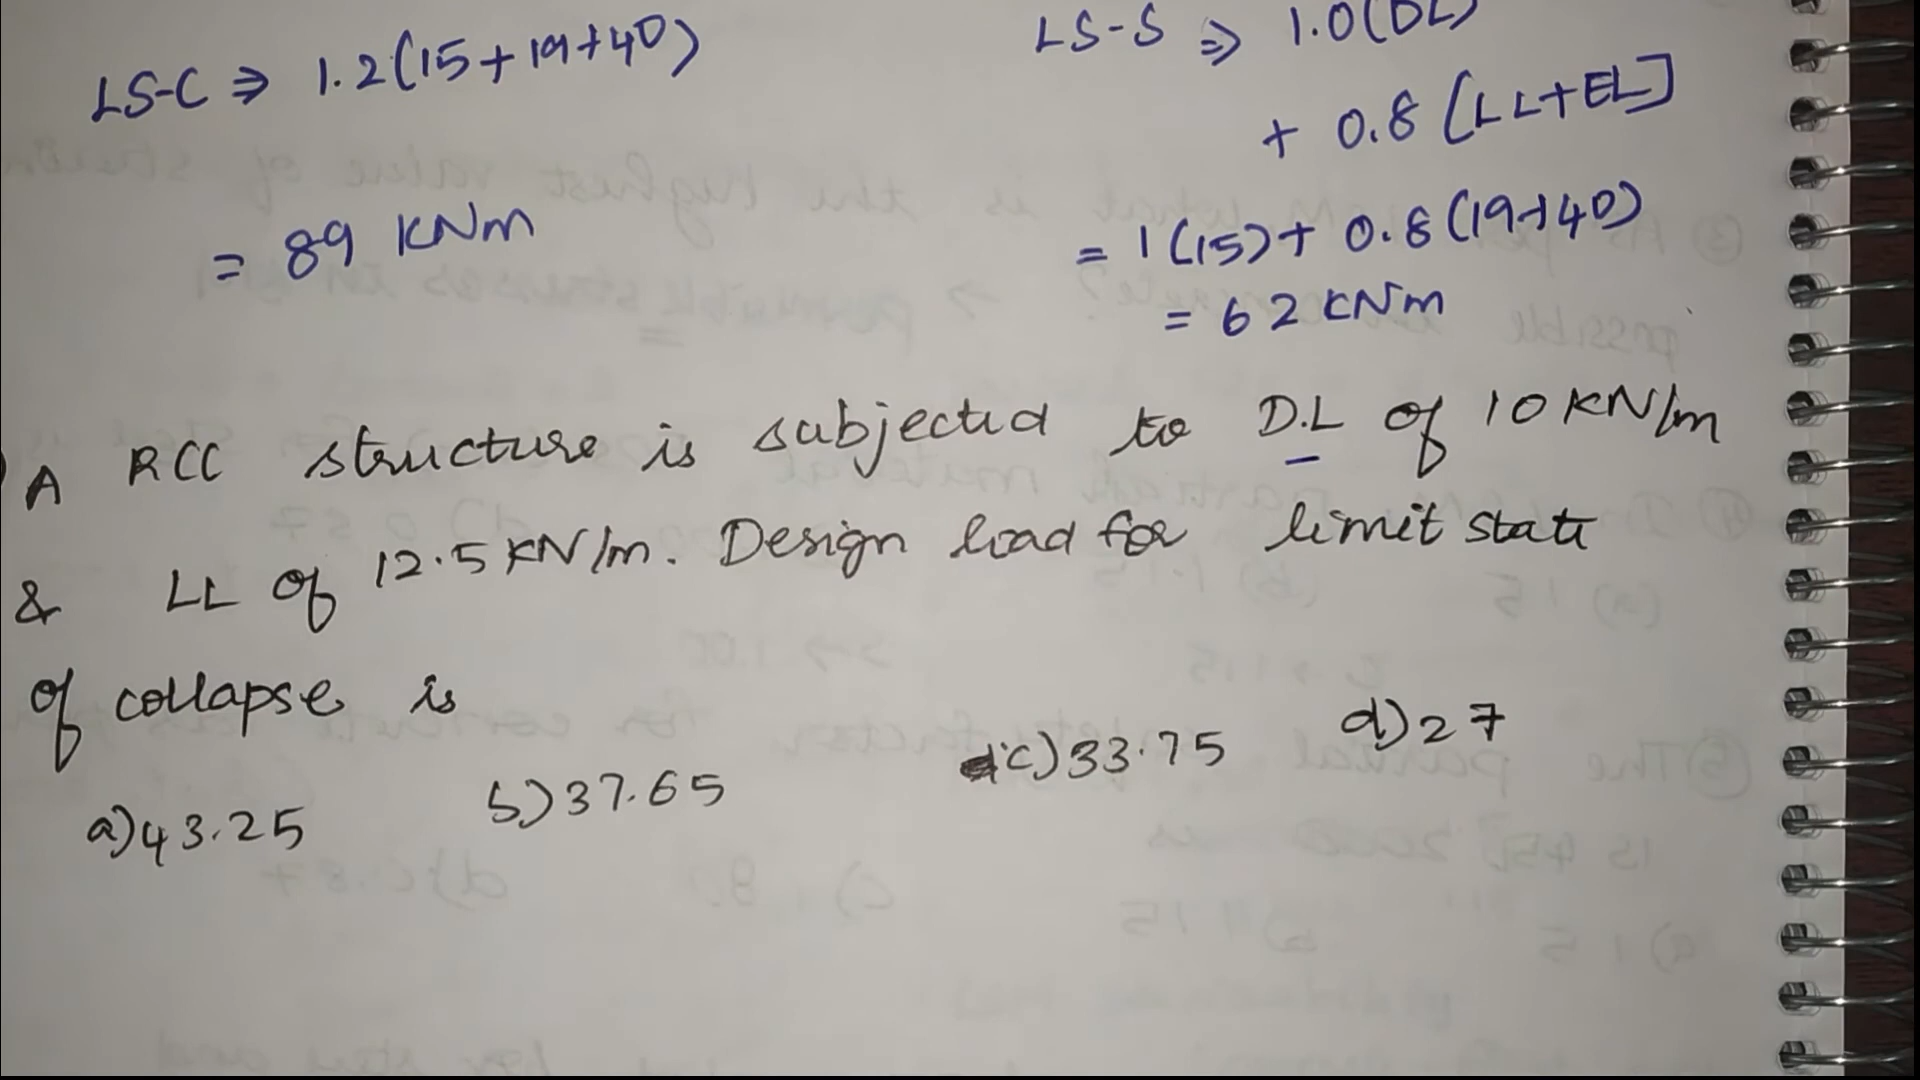 LS-C ⇒ 1.2(15+19+40)
= 89 KNm
LS-S ⇒ 1.0(DL)
+ 0.8 [LL+EL]
= 1(15)+ 0.8(19+40)
= 62 KNm
A RCC structure is subjected to D.L of 10 KN/m
& LL of 12.5 KN/m. Design load for limit state
of collapse is
a) 43.25 b) 37.65 c) 33.75 d) 27